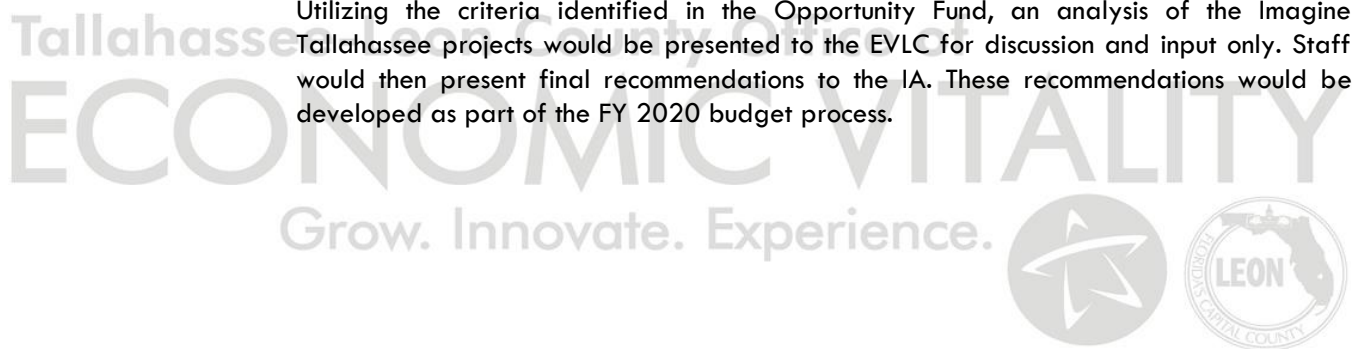 Utilizing the criteria identified in the Opportunity Fund, an analysis of the Imagine
Tallahassee projects would be presented to the EVLC for discussion and input only. Staff
would then present final recommendations to the IA. These recommendations would be
developed as part of the FY 2020 budget process.
Tallahassee-Leon County Office of
ECONOMIC VITALITY
Grow. Innovate. Experience.
FLORIDA'S CAPITAL COUNTY
LEON